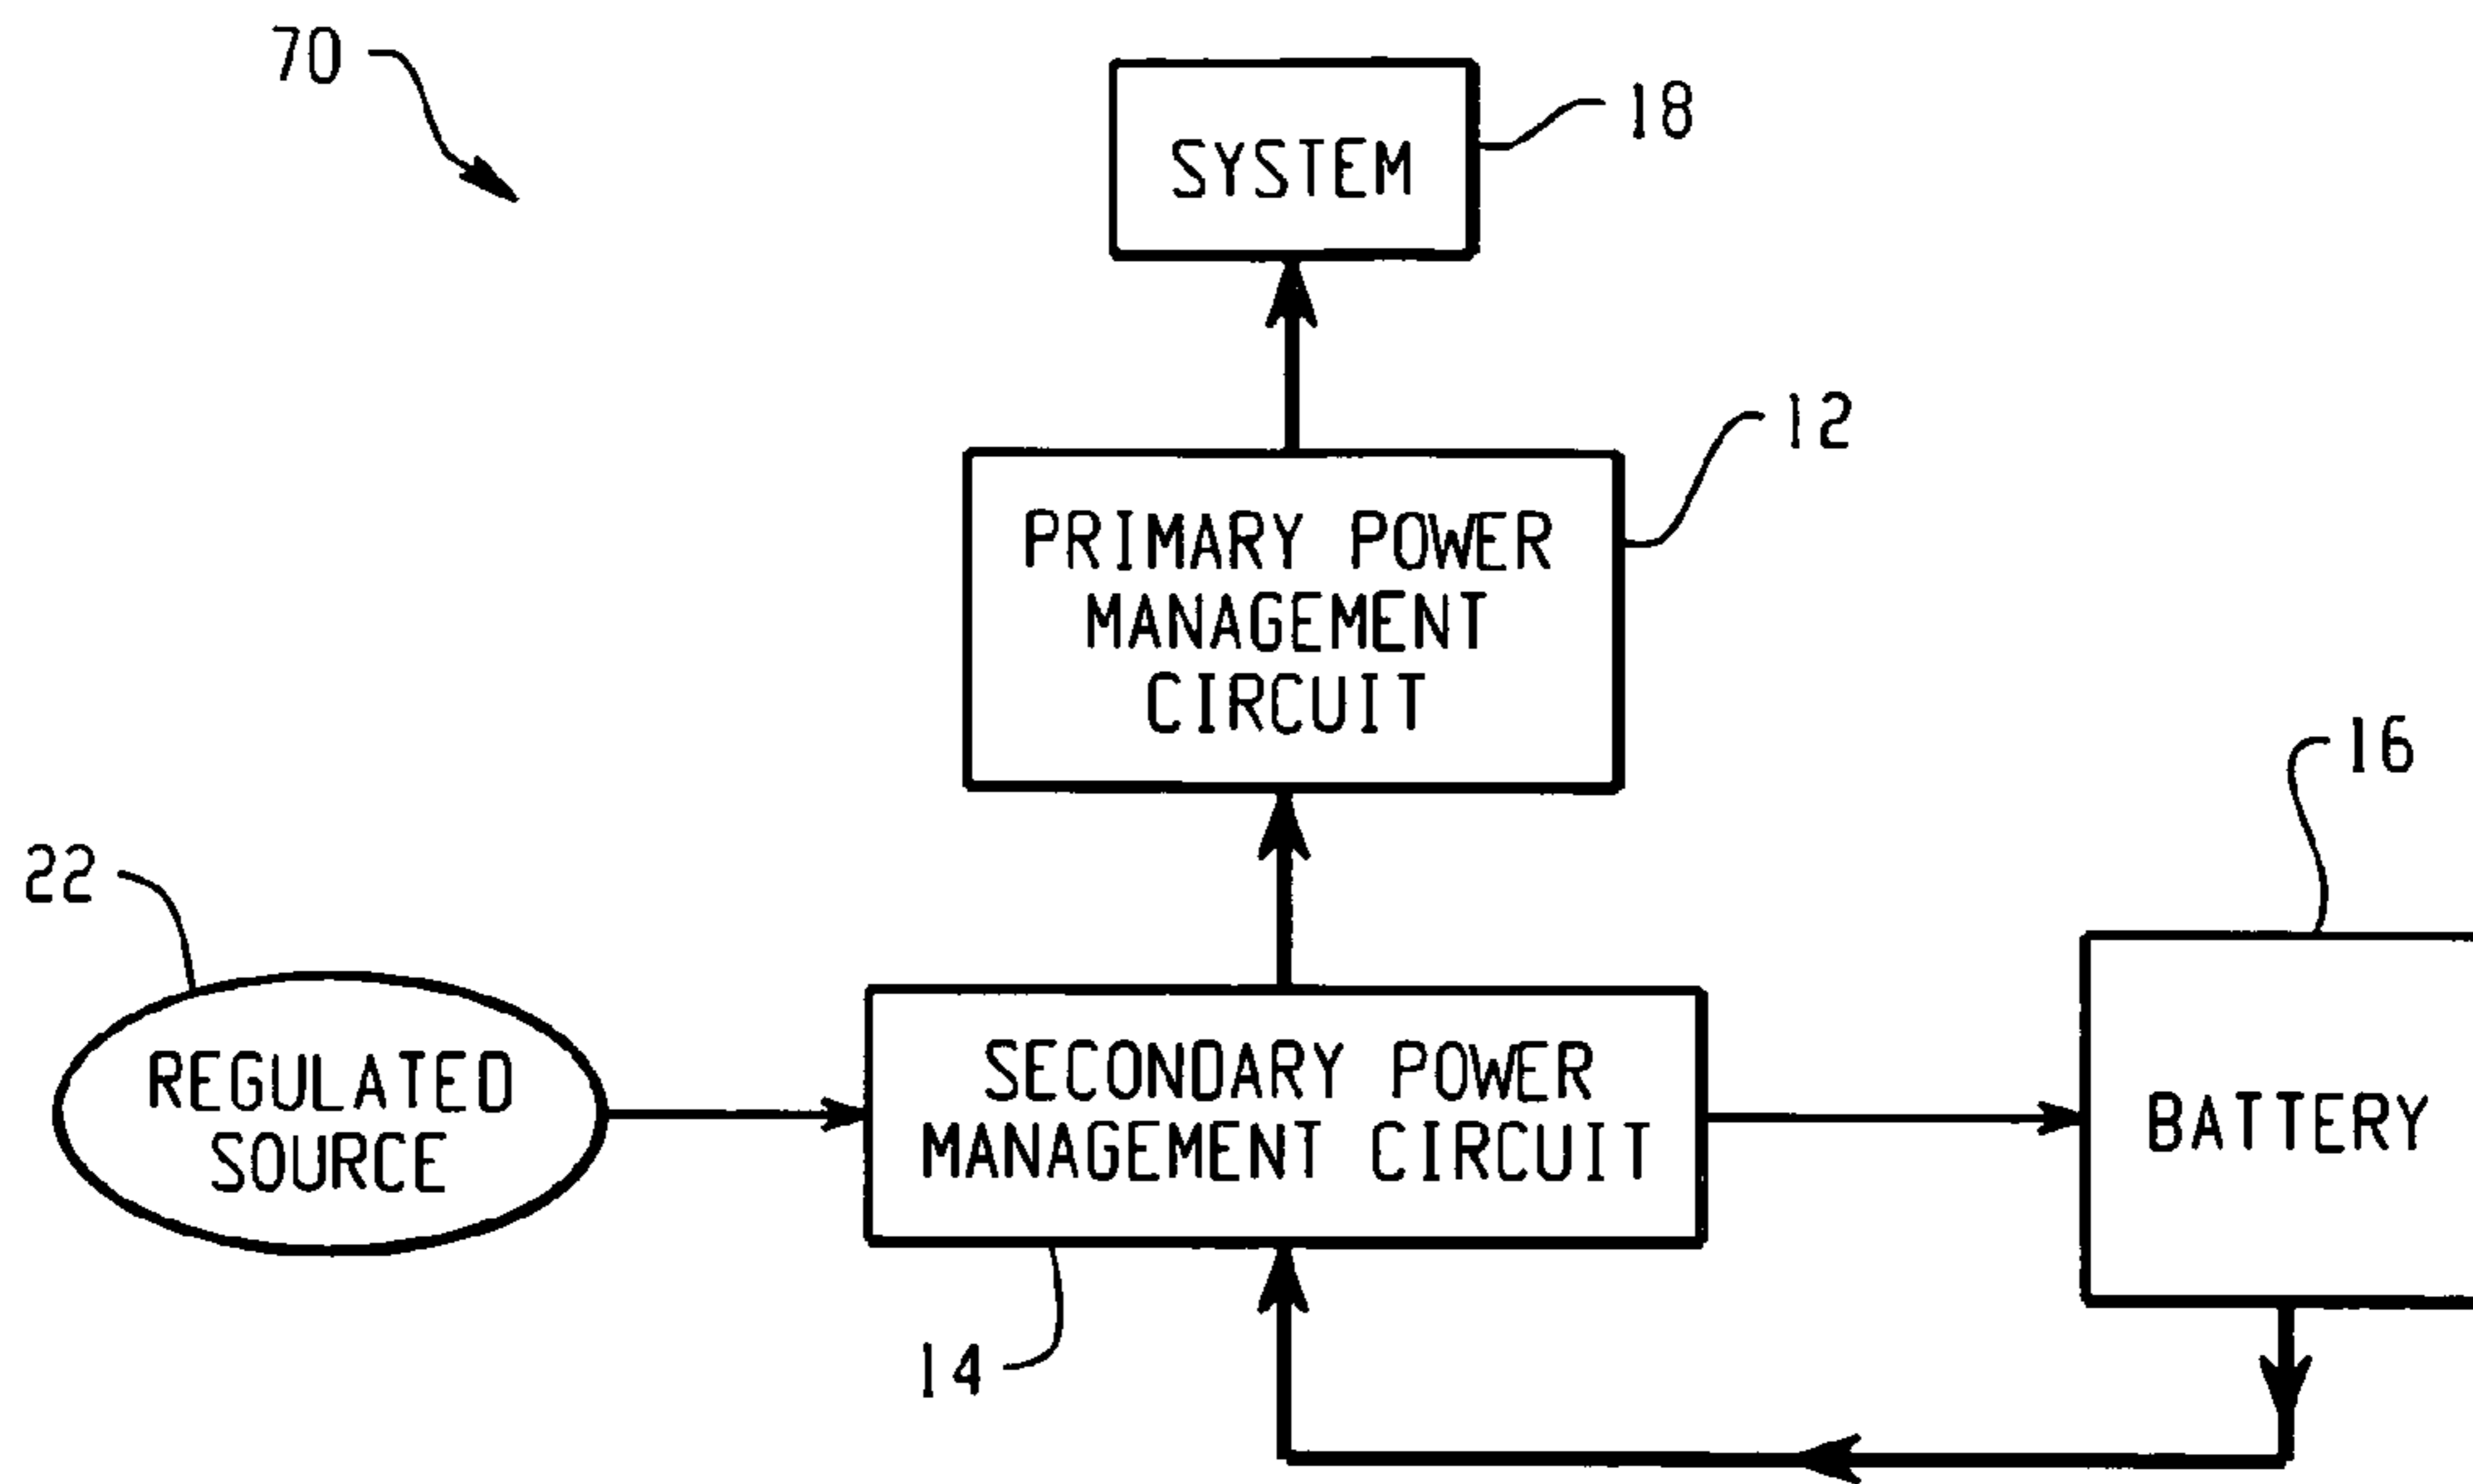 70
SYSTEM
18
PRIMARY POWER
MANAGEMENT
CIRCUIT
12
16
22
REGULATED
SOURCE
SECONDARY POWER
MANAGEMENT CIRCUIT
BATTERY
14